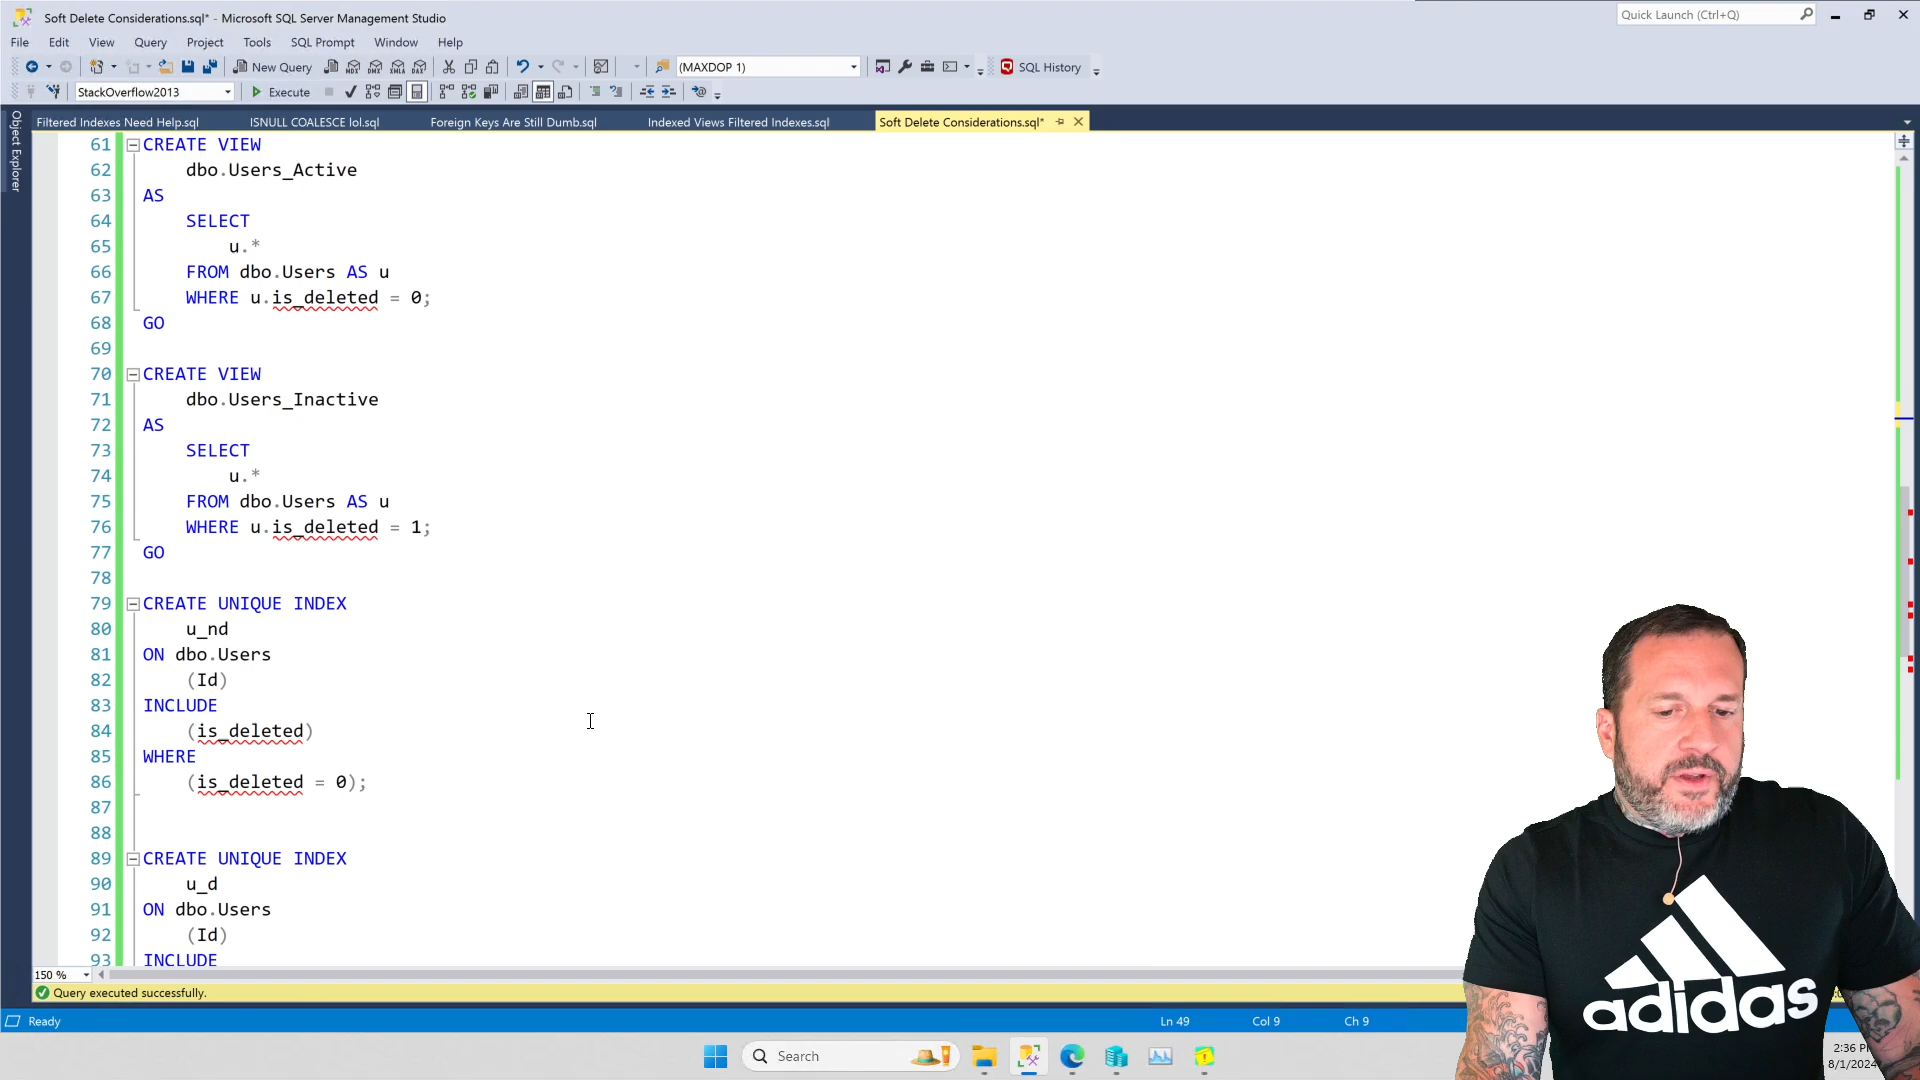 Soft Delete Considerations.sql* - Microsoft SQL Server Management Studio
Quick Launch (Ctrl+Q)
File Edit View Query Project Tools SQL Prompt Window Help
New Query
MDX DMX XMLA DAX
(MAXDOP 1)
SQL History
StackOverflow2013
Execute
Filtered Indexes Need Help.sql ISNULL COALESCE lol.sql Foreign Keys Are Still Dumb.sql Indexed Views Filtered Indexes.sql Soft Delete Considerations.sql*
Object Explorer
61 CREATE VIEW
62 dbo.Users_Active
63 AS
64 SELECT
65 u.*
66 FROM dbo.Users AS u
67 WHERE u.is_deleted = 0;
68 GO
69
70 CREATE VIEW
71 dbo.Users_Inactive
72 AS
73 SELECT
74 u.*
75 FROM dbo.Users AS u
76 WHERE u.is_deleted = 1;
77 GO
78
79 CREATE UNIQUE INDEX
80 u_nd
81 ON dbo.Users
82 (Id)
83 INCLUDE
84 (is_deleted)
85 WHERE
86 (is_deleted = 0);
87
88
89 CREATE UNIQUE INDEX
90 u_d
91 ON dbo.Users
92 (Id)
93 INCLUDE
150 %
Query executed successfully.
Ready
Ln 49 Col 9 Ch 9
adidas
Search
2:36 P
8/1/2024